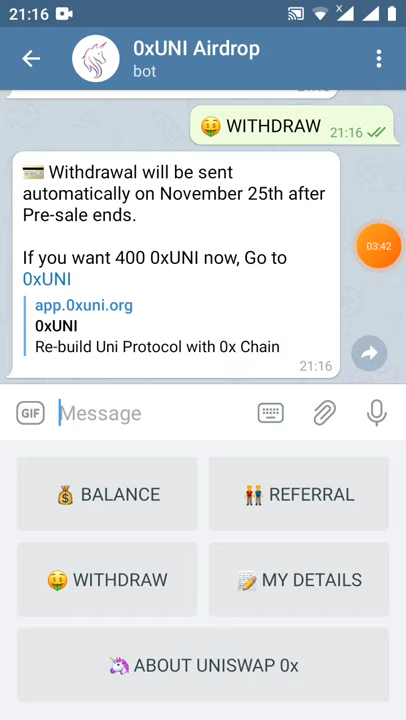 21:16
0xUNI Airdrop
bot
🤑 WITHDRAW
21:16
💳 Withdrawal will be sent
automatically on November 25th after
Pre-sale ends.
If you want 400 0xUNI now, Go to
0xUNI
app.0xuni.org
0xUNI
Re-build Uni Protocol with 0x Chain
21:16
03:42
GIF Message
💰 BALANCE
👬 REFERRAL
🤑 WITHDRAW
📝 MY DETAILS
🦄 ABOUT UNISWAP 0x